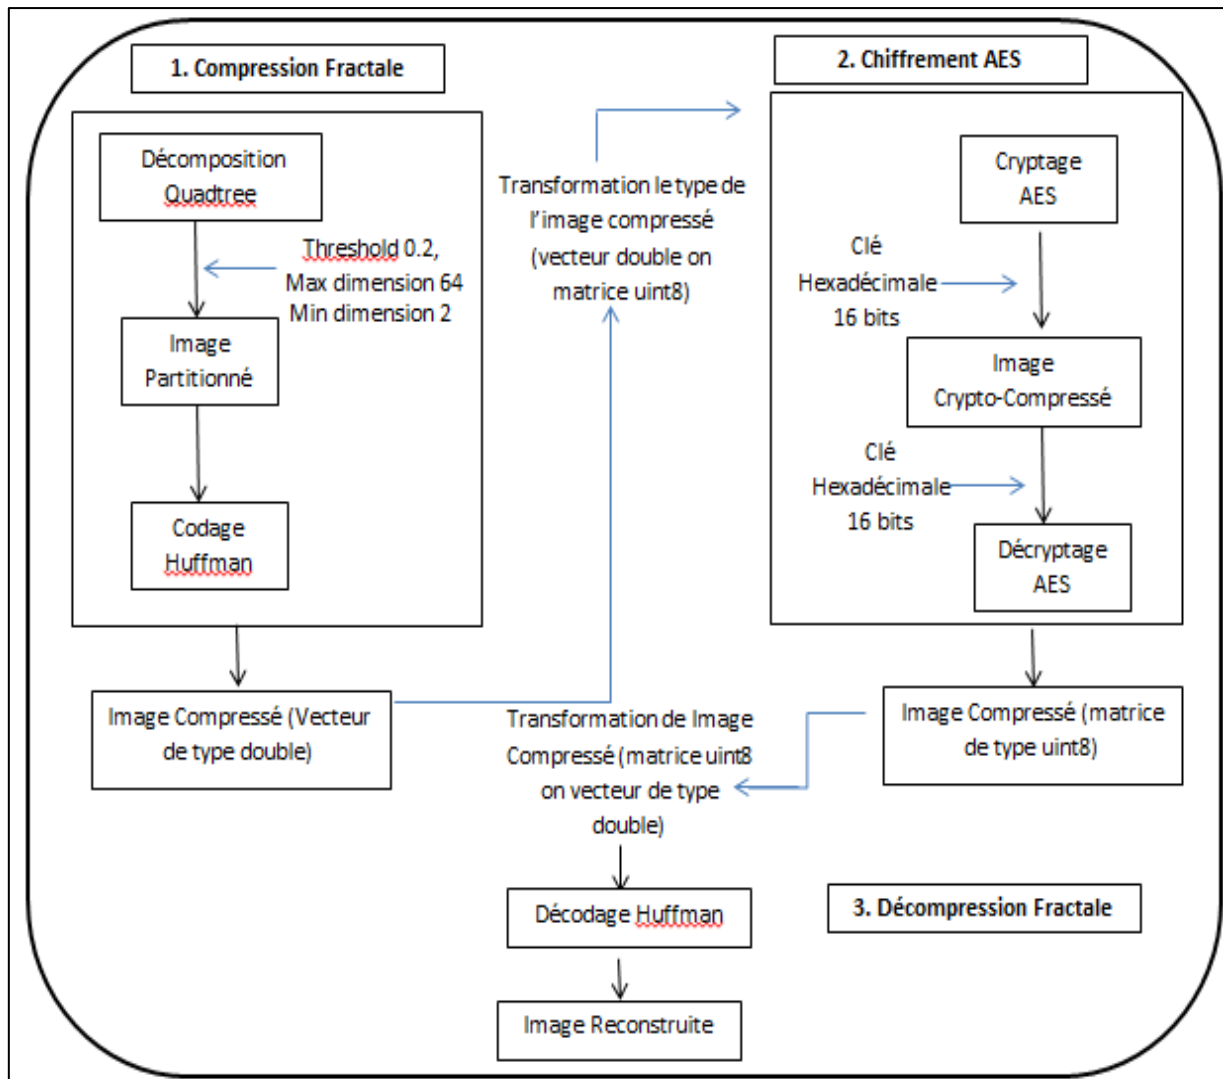 1. Compression Fractale
Décomposition
Quadtree
Threshold 0.2,
Max dimension 64
Min dimension 2
Image
Partitionné
Codage
Huffman
Image Compressé (Vecteur
de type double)
Transformation le type de
l'image compressé
(vecteur double on
matrice uint8)
2. Chiffrement AES
Cryptage
AES
Clé
Hexadécimale
16 bits
Image
Crypto-Compressé
Clé
Hexadécimale
16 bits
Décryptage
AES
Image Compressé (matrice
de type uint8)
Transformation de Image
Compressé (matrice uint8
on vecteur de type
double)
3. Décompression Fractale
Décodage Huffman
Image Reconstruite